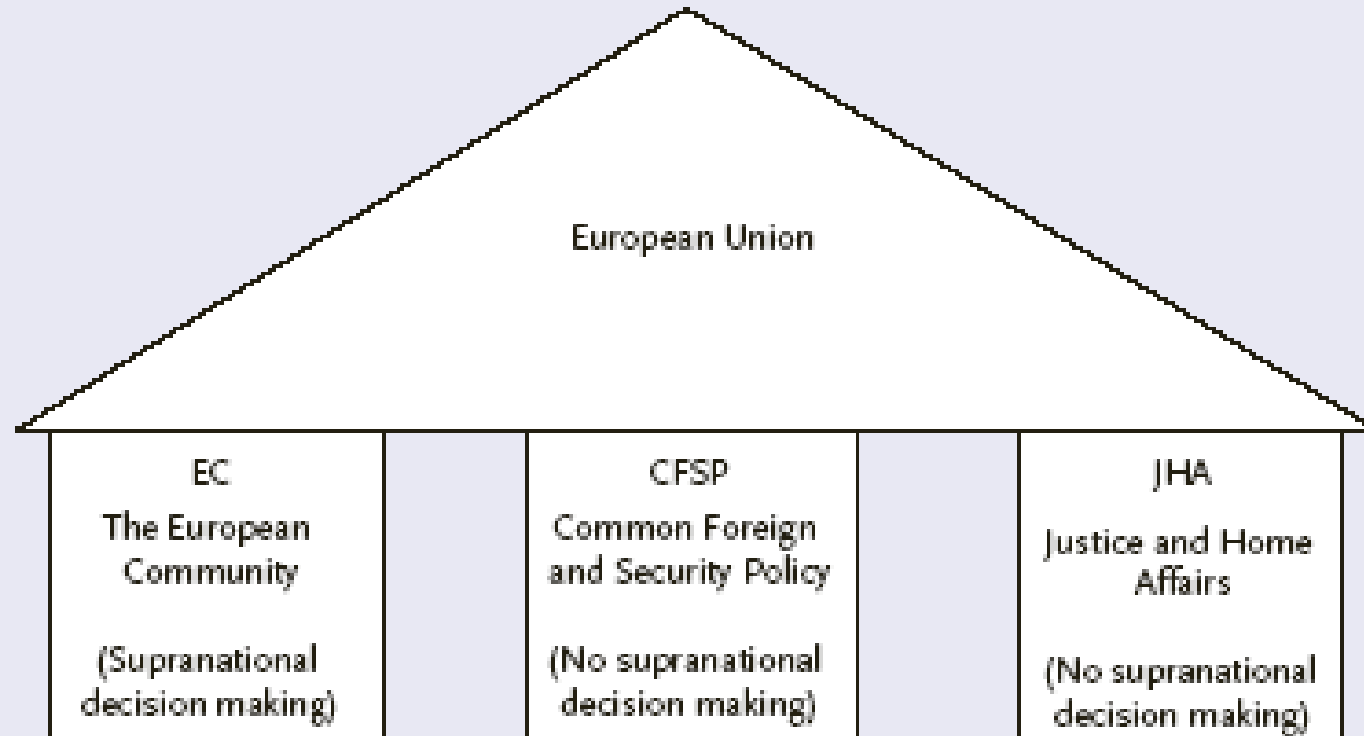 European Union
EC
The European
Community
(Supranational
decision making)
CFSP
Common Foreign
and Security Policy
(No supranational
decision making)
JHA
Justice and Home
Affairs
(No supranational
decision making)